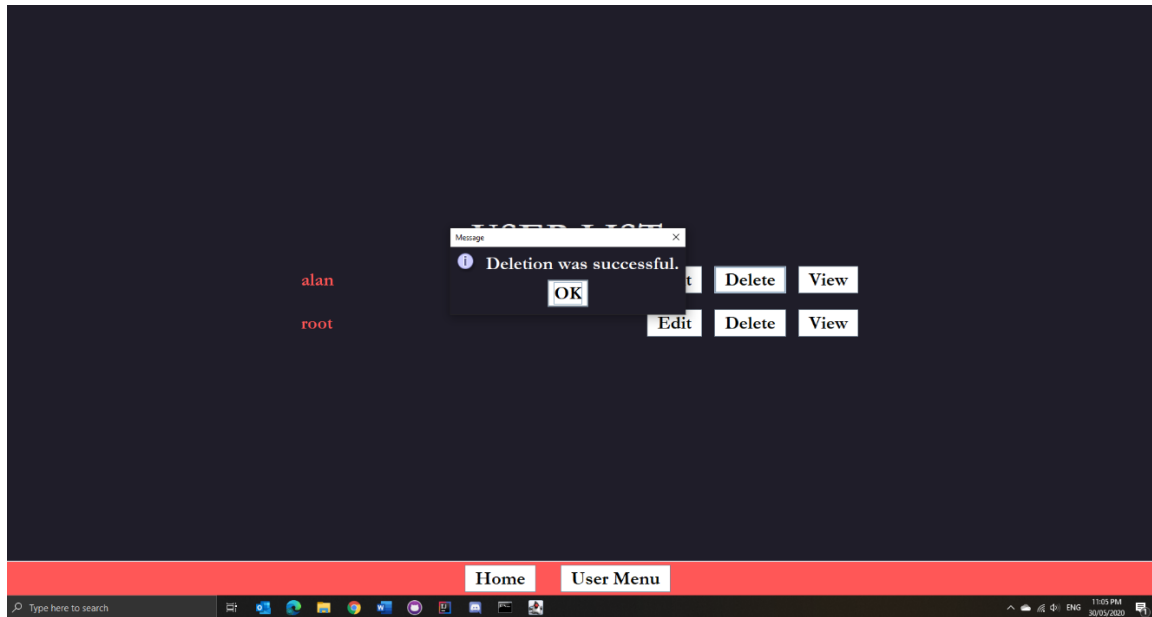 Message
Deletion was successful.
OK
alan Delete View
root Edit Delete View
Home User Menu
Type here to search ENG 11:05 PM
30/05/2020